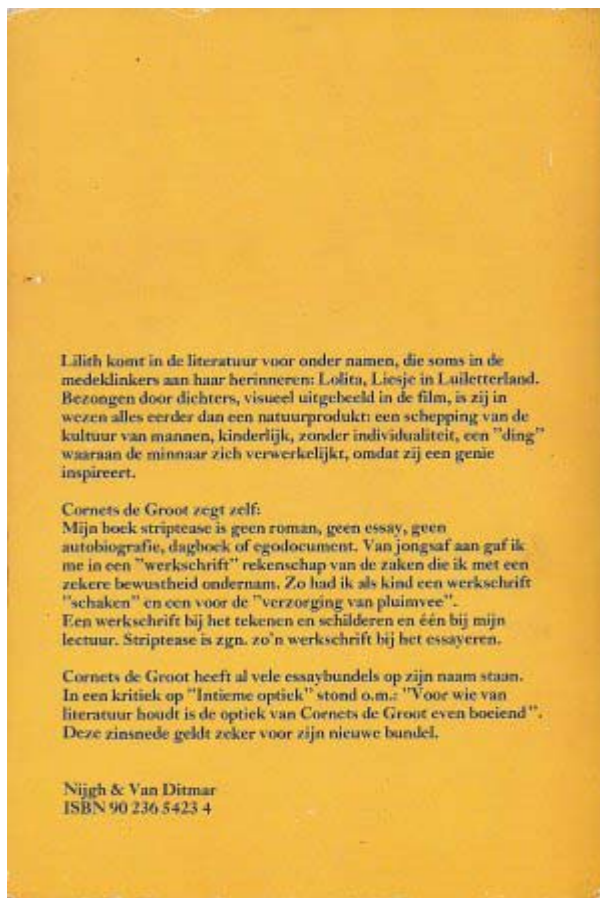 Lilith komt in de literatuur voor onder namen, die soms in de
medeklinkers aan haar herinneren: Lolita, Liesje in Luiletterland.
Bezongen door dichters, visueel uitgebeeld in de film, is zij in
wezen alles eerder dan een natuurprodukt: een schepping van de
kultuur van mannen, kinderlijk, zonder individualiteit, een "ding"
waaraan de minnaar zich verwerkelijkt, omdat zij een genie
inspireert.
Cornets de Groot zegt zelf:
Mijn boek striptease is geen roman, geen essay, geen
autobiografie, dagboek of egodocument. Van jongsaf aan gaf ik
me in een "werkschrift" rekenschap van de zaken die ik met een
zekere bewustheid ondernam. Zo had ik als kind een werkschrift
"schaken" en een voor de "verzorging van pluimvee".
Een werkschrift bij het tekenen en schilderen en één bij mijn
lectuur. Striptease is zgn. zo'n werkschrift bij het essayeren.
Cornets de Groot heeft al vele essaybundels op zijn naam staan.
In een kritiek op "Intieme optiek" stond o.m.: "Voor wie van
literatuur houdt is de optiek van Cornets de Groot even boeiend".
Deze zinsnede geldt zeker voor zijn nieuwe bundel.
Nijgh & Van Ditmar
ISBN 90 236 5423 4